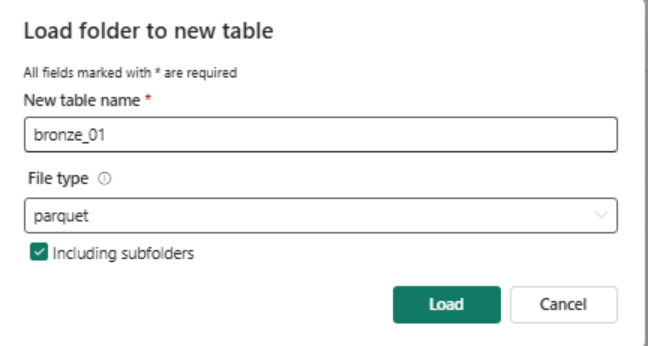 Load folder to new table
All fields marked with * are required
New table name *
bronze_01
File type
parquet
Including subfolders
Load Cancel